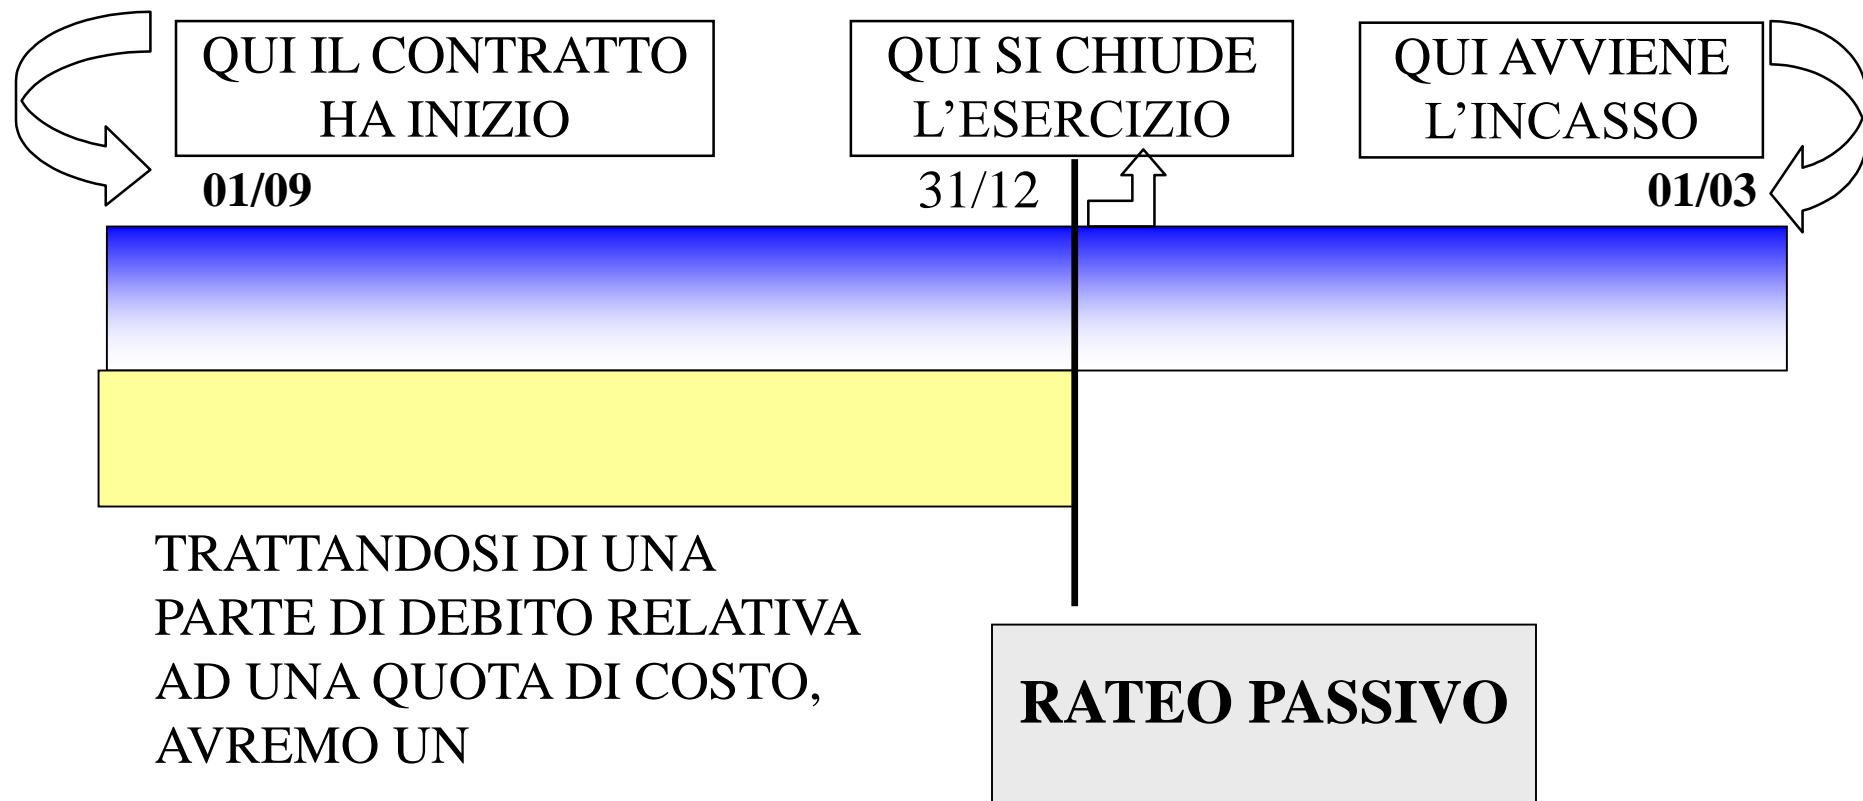 QUI IL CONTRATTO
HA INIZIO
QUI SI CHIUDE
L'ESERCIZIO
QUI AVVIENE
L'INCASSO
01/09
31/12
01/03
TRATTANDOSI DI UNA
PARTE DI DEBITO RELATIVA
AD UNA QUOTA DI COSTO,
AVREMO UN
RATEO PASSIVO